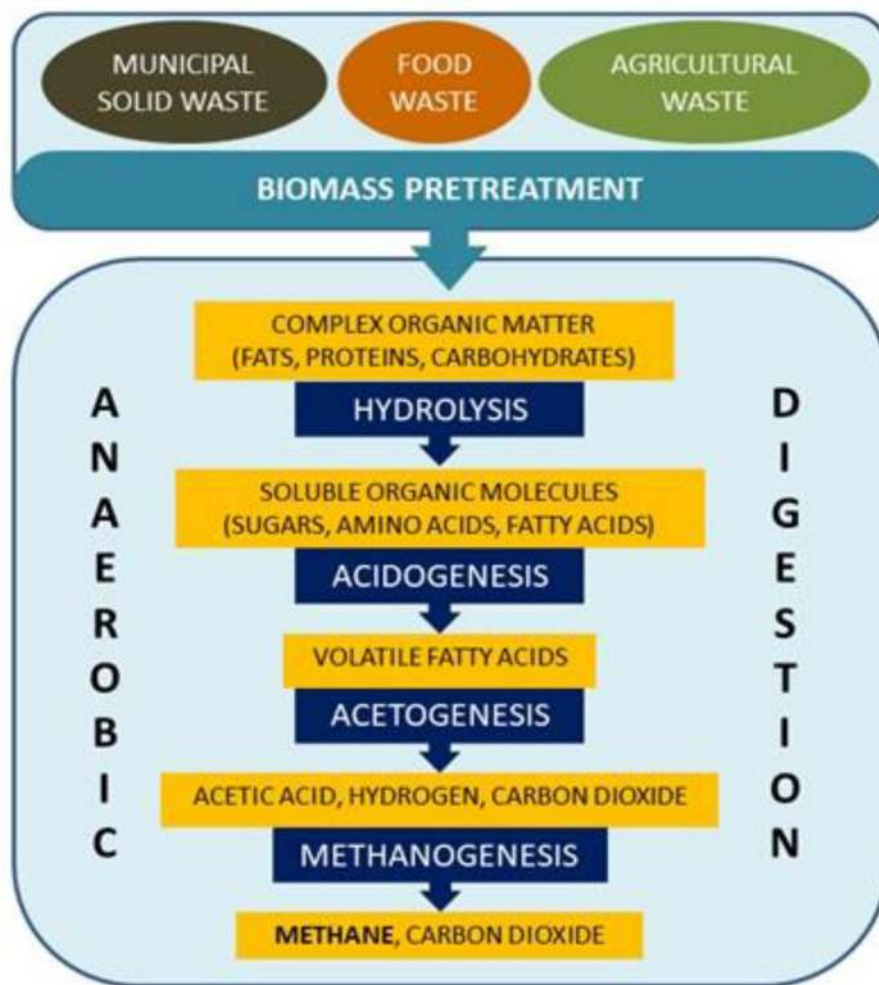 MUNICIPAL
SOLID WASTE
FOOD
WASTE
AGRICULTURAL
WASTE
BIOMASS PRETREATMENT
COMPLEX ORGANIC MATTER
(FATS, PROTEINS, CARBOHYDRATES)
HYDROLYSIS
SOLUBLE ORGANIC MOLECULES
(SUGARS, AMINO ACIDS, FATTY ACIDS)
ACIDOGENESIS
VOLATILE FATTY ACIDS
ACETOGENESIS
ACETIC ACID, HYDROGEN, CARBON DIOXIDE
METHANOGENESIS
METHANE, CARBON DIOXIDE
ANAEROBIC
DIGESTION